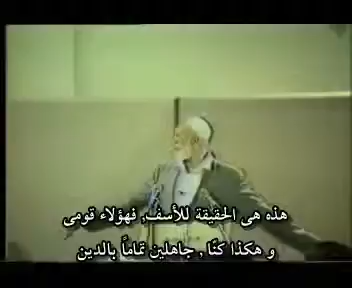 هذه هى الحقيقة للأسف, فهؤلاء قومى
و هكذا كنّا , جاهلين تماماً بالدين